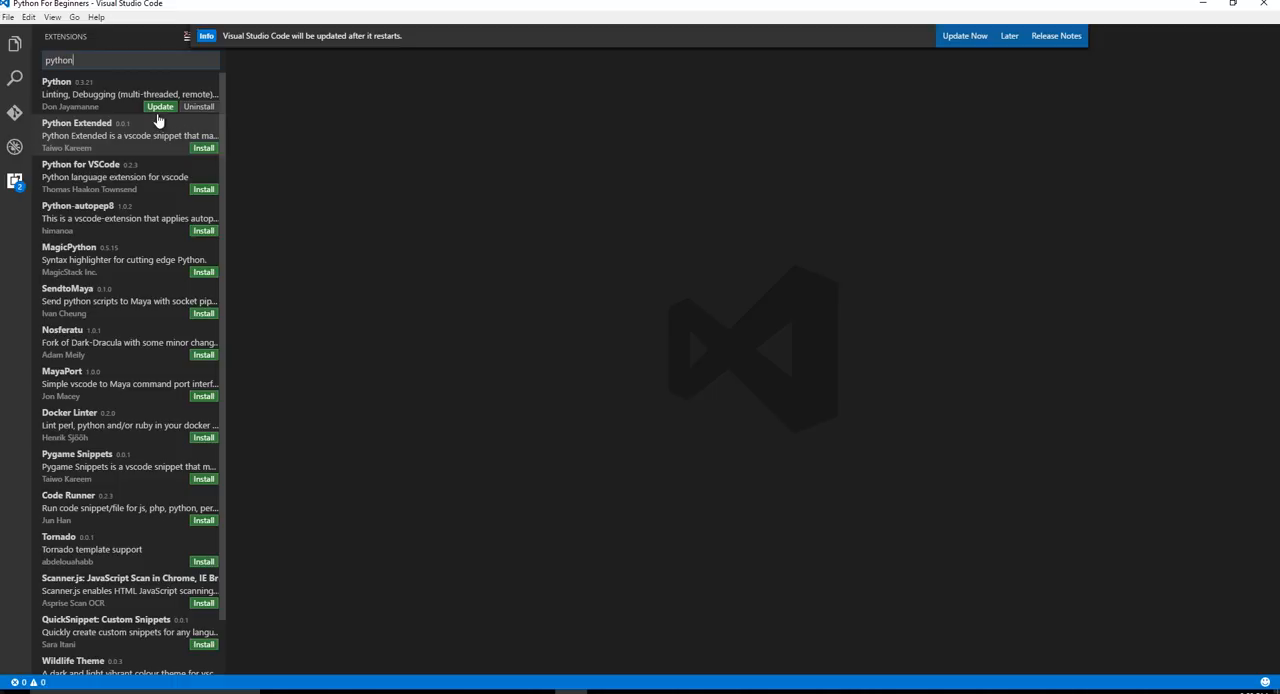 Python For Beginners - Visual Studio Code
File Edit View Go Help
EXTENSIONS
Info Visual Studio Code will be updated after it restarts. Update Now Later Release Notes
python
Python 0.3.21
Linting, Debugging (multi-threaded, remote)...
Don Jayamanne Update Uninstall
Python Extended 0.0.1
Python Extended is a vscode snippet that ma...
Taiwo Kareem Install
Python for VSCode 0.2.3
Python language extension for vscode
Thomas Haakon Townsend Install
Python-autopep8 1.0.2
This is a vscode-extension that applies autop...
himanoa Install
MagicPython 0.5.15
Syntax highlighter for cutting edge Python.
MagicStack Inc. Install
SendtoMaya 0.1.0
Send python scripts to Maya with socket pip...
Ivan Cheung Install
Nosferatu 1.0.1
Fork of Dark-Dracula with some minor chang...
Adam Meily Install
MayaPort 1.0.0
Simple vscode to Maya command port interf...
Jon Macey Install
Docker Linter 0.2.0
Lint perl, python and/or ruby in your docker ...
Henrik Sjööh Install
Pygame Snippets 0.0.1
Pygame Snippets is a vscode snippet that m...
Taiwo Kareem Install
Code Runner 0.2.3
Run code snippet/file for js, php, python, per...
Jun Han Install
Tornado 0.0.1
Tornado template support
abdelouahabb Install
Scanner.js: JavaScript Scan in Chrome, IE Br
Scanner.js enables HTML JavaScript scanning...
Asprise Scan OCR Install
QuickSnippet: Custom Snippets 0.0.1
Quickly create custom snippets for any langu...
Sara Itani Install
Wildlife Theme 0.0.3
A dark and light vibrant colour theme for vsc...
2
0 0